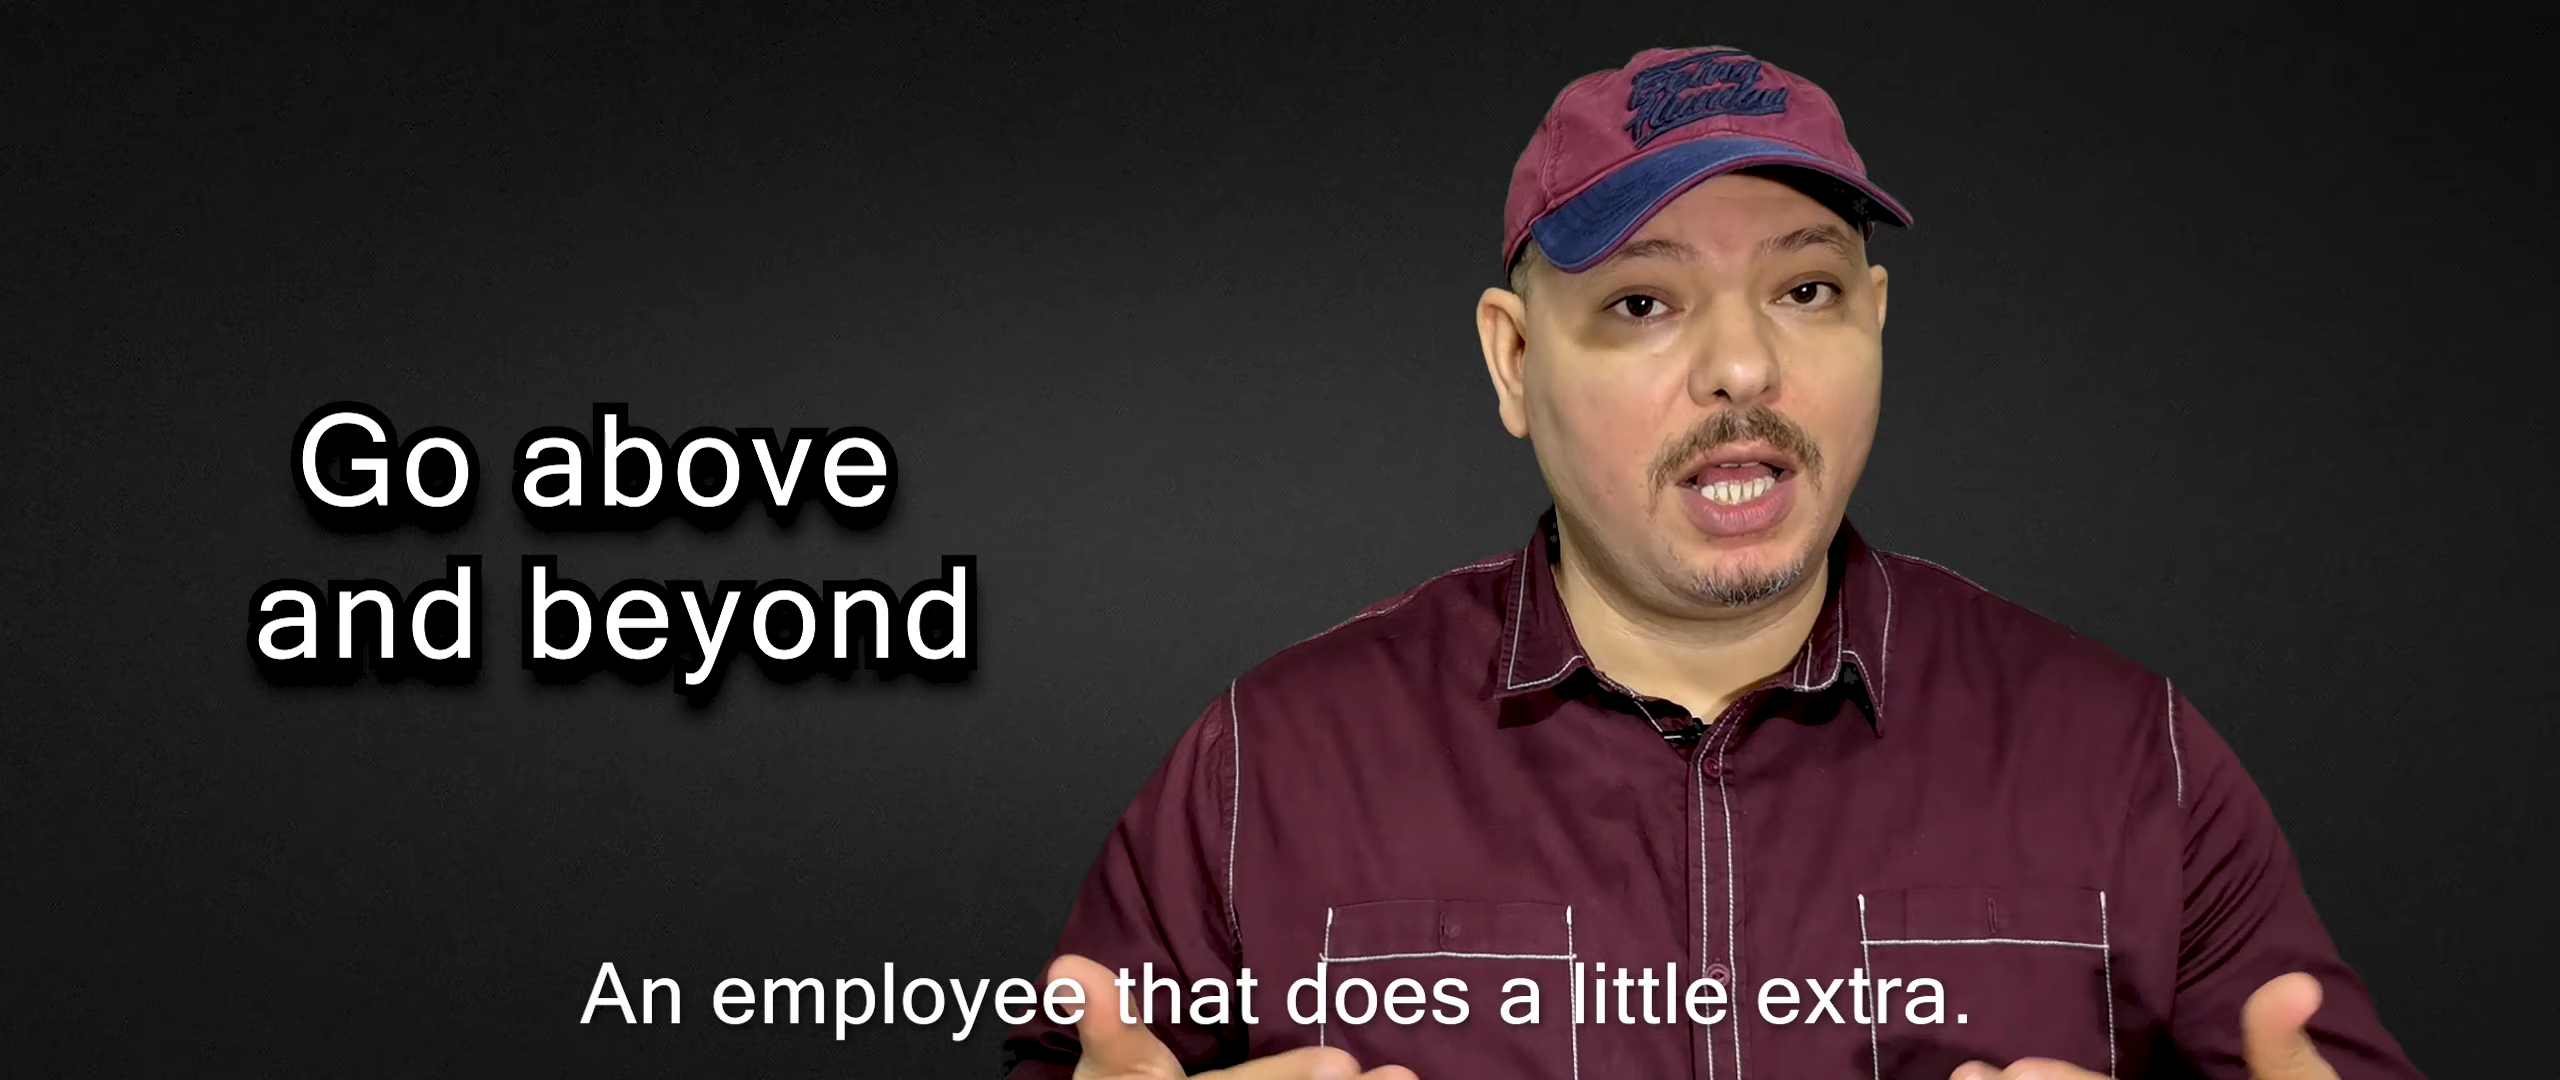 Go above
and beyond
An employee that does a little extra.